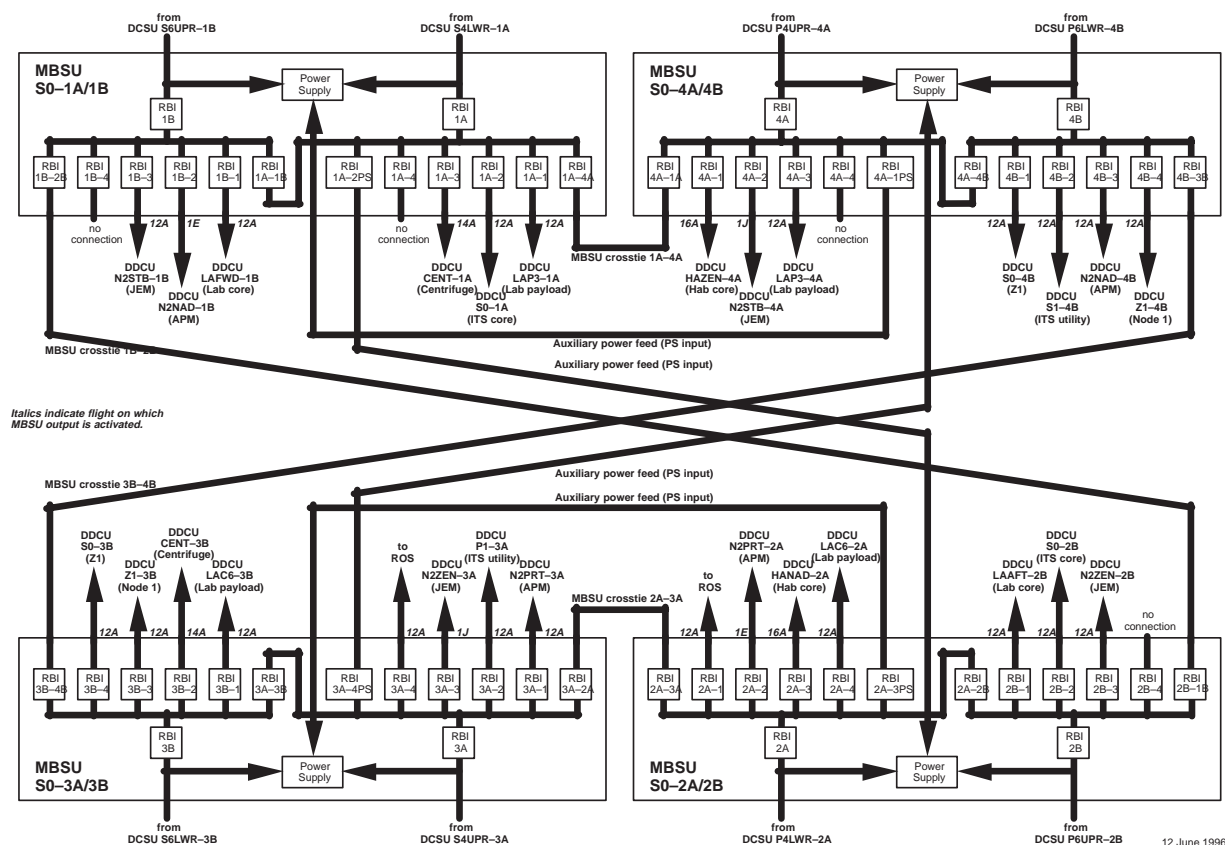 from
DCSU S6UPR–1B
from
DCSU S4LWR–1A
from
DCSU P4UPR–4A
from
DCSU P6LWR–4B
MBSU
S0–1A/1B
Power
Supply
RBI
1B
RBI
1A
RBI
1B–2B
RBI
1B–4
RBI
1B–3
RBI
1B–2
RBI
1B–1
RBI
1A–1B
RBI
1A–2PS
RBI
1A–4
RBI
1A–3
RBI
1A–2
RBI
1A–1
RBI
1A–4A
MBSU
S0–4A/4B
Power
Supply
RBI
4A
RBI
4B
RBI
4A–1A
RBI
4A–1
RBI
4A–2
RBI
4A–3
RBI
4A–4
RBI
4A–1PS
RBI
4A–4B
RBI
4B–1
RBI
4B–2
RBI
4B–3
RBI
4B–4
RBI
4B–3B
no
connection
12A
1E
12A
no
connection
14A
12A
12A
16A
1J
12A
no
connection
12A
12A
12A
12A
DDCU
N2STB–1B
(JEM)
DDCU
N2NAD–1B
(APM)
DDCU
LAFWD–1B
(Lab core)
DDCU
CENT–1A
(Centrifuge)
DDCU
S0–1A
(ITS core)
DDCU
LAP3–1A
(Lab payload)
MBSU crosstie 1A–4A
DDCU
HAZEN–4A
(Hab core)
DDCU
N2STB–4A
(JEM)
DDCU
LAP3–4A
(Lab payload)
DDCU
S0–4B
(Z1)
DDCU
S1–4B
(ITS utility)
DDCU
N2NAD–4B
(APM)
DDCU
Z1–4B
(Node 1)
MBSU crosstie 1B–2B
Auxiliary power feed (PS input)
Auxiliary power feed (PS input)
Italics indicate flight on which
MBSU output is activated.
MBSU crosstie 3B–4B
Auxiliary power feed (PS input)
Auxiliary power feed (PS input)
DDCU
S0–3B
(Z1)
DDCU
Z1–3B
(Node 1)
DDCU
CENT–3B
(Centrifuge)
DDCU
LAC6–3B
(Lab payload)
to
ROS
DDCU
N2ZEN–3A
(JEM)
DDCU
P1–3A
(ITS utility)
DDCU
N2PRT–3A
(APM)
MBSU crosstie 2A–3A
to
ROS
DDCU
N2PRT–2A
(APM)
DDCU
HANAD–2A
(Hab core)
DDCU
LAC6–2A
(Lab payload)
DDCU
LAAFT–2B
(Lab core)
DDCU
S0–2B
(ITS core)
DDCU
N2ZEN–2B
(JEM)
no
connection
12A
12A
14A
12A
12A
1J
12A
12A
12A
1E
16A
12A
12A
12A
12A
RBI
3B–4B
RBI
3B–4
RBI
3B–3
RBI
3B–2
RBI
3B–1
RBI
3A–3B
RBI
3A–4PS
RBI
3A–4
RBI
3A–3
RBI
3A–2
RBI
3A–1
RBI
3A–2A
RBI
2A–3A
RBI
2A–1
RBI
2A–2
RBI
2A–3
RBI
2A–4
RBI
2A–3PS
RBI
2A–2B
RBI
2B–1
RBI
2B–2
RBI
2B–3
RBI
2B–4
RBI
2B–1B
RBI
3B
RBI
3A
RBI
2A
RBI
2B
MBSU
S0–3A/3B
Power
Supply
MBSU
S0–2A/2B
Power
Supply
from
DCSU S6LWR–3B
from
DCSU S4UPR–3A
from
DCSU P4LWR–2A
from
DCSU P6UPR–2B
12 June 1996